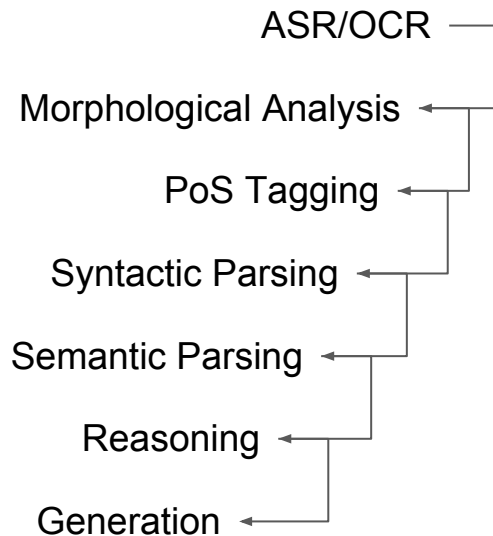 ASR/OCR
Morphological Analysis
PoS Tagging
Syntactic Parsing
Semantic Parsing
Reasoning
Generation